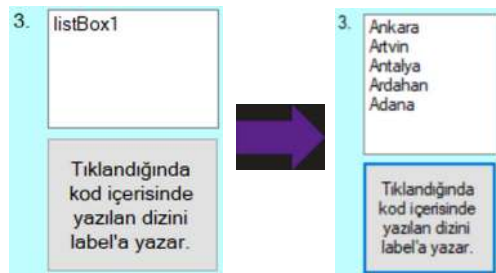 3.
listBox1
Tıklandığında
kod içerisinde
yazılan dizini
label'a yazar.
3.
Ankara
Artvin
Antalya
Ardahan
Adana
Tıklandığında
kod içerisinde
yazılan dizini
label'a yazar.